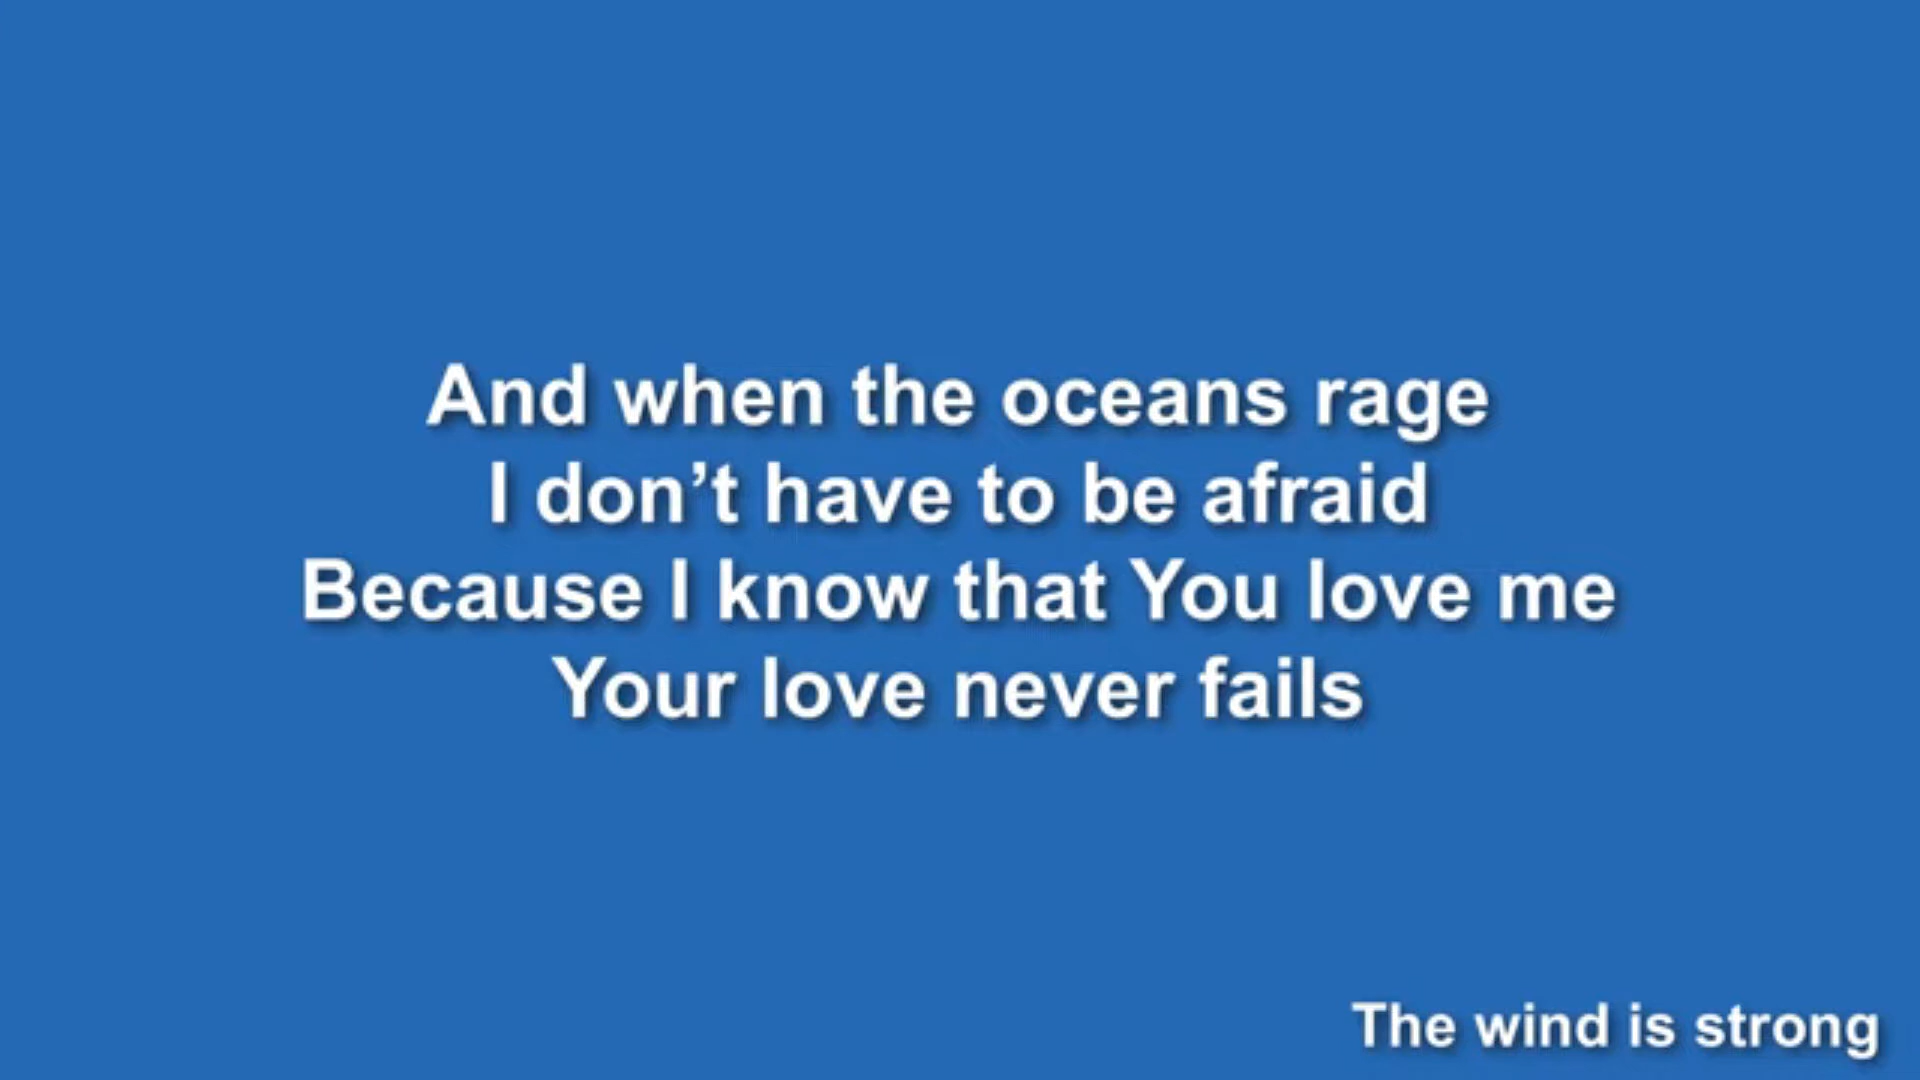 And when the oceans rage
I don’t have to be afraid
Because I know that You love me
Your love never fails
The wind is strong